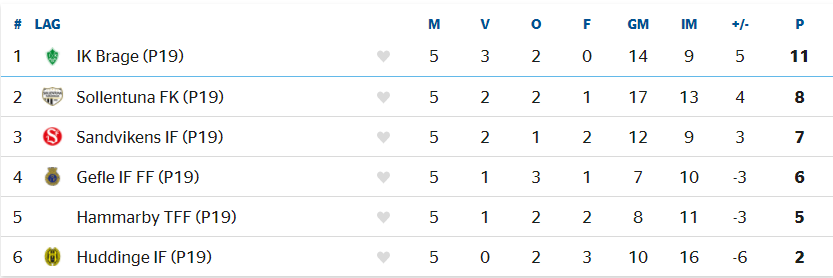 # LAG M V O F GM IM +/- P
1 IK Brage (P19) 5 3 2 0 14 9 5 11
2 Sollentuna FK (P19) 5 2 2 1 17 13 4 8
3 Sandvikens IF (P19) 5 2 1 2 12 9 3 7
4 Gefle IF FF (P19) 5 1 3 1 7 10 -3 6
5 Hammarby TFF (P19) 5 1 2 2 8 11 -3 5
6 Huddinge IF (P19) 5 0 2 3 10 16 -6 2